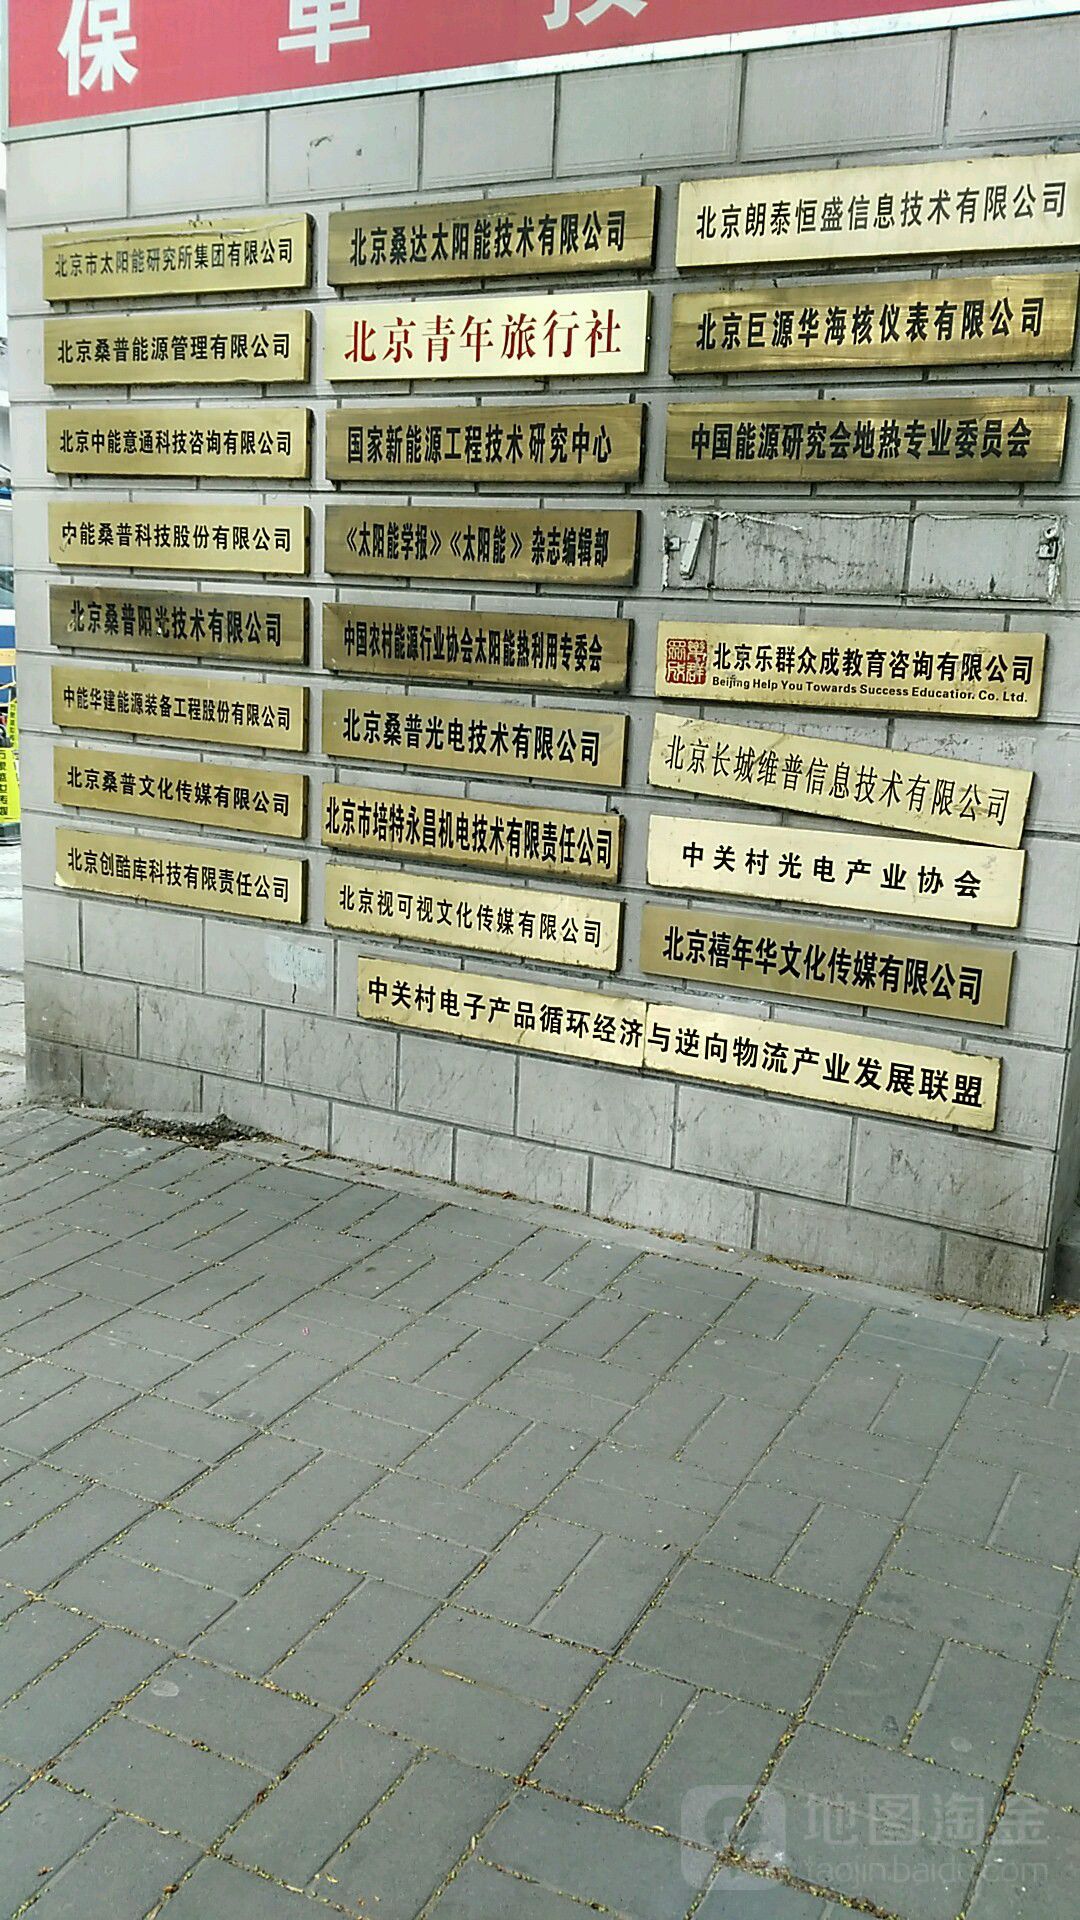 保 单 投
北京市太阳能研究所集团有限公司
北京桑普能源管理有限公司
北京中能意通科技咨询有限公司
中能桑普科技股份有限公司
北京桑普阳光技术有限公司
中能华建能源装备工程股份有限公司
北京桑普文化传媒有限公司
北京创酷库科技有限责任公司
北京桑达太阳能技术有限公司
北京青年旅行社
国家新能源工程技术研究中心
《太阳能学报》《太阳能》杂志编辑部
中国农村能源行业协会太阳能热利用专委会
北京桑普光电技术有限公司
北京市培特永昌机电技术有限责任公司
北京视可视文化传媒有限公司
北京朗泰恒盛信息技术有限公司
北京巨源华海核仪表有限公司
中国能源研究会地热专业委员会
北京乐群众成教育咨询有限公司
Beijing Help You Towards Success Education Co. Ltd.
北京长城维普信息技术有限公司
中关村光电产业协会
北京禧年华文化传媒有限公司
中关村电子产品循环经济与逆向物流产业发展联盟
地图淘金
taojin.baidu.com